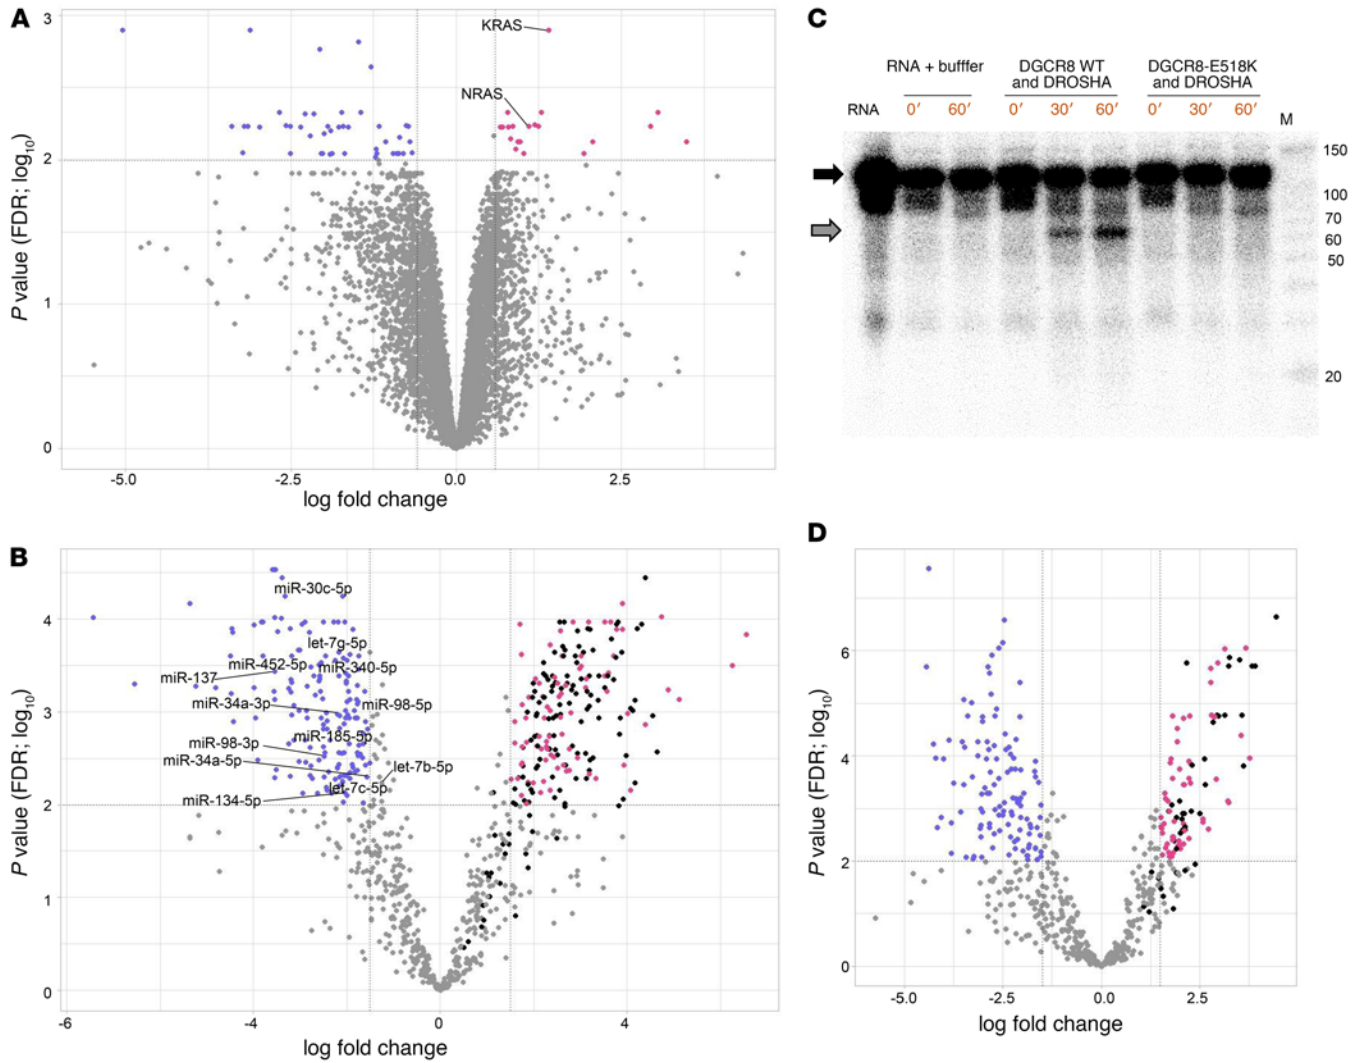 A
3
2
1
0
P value (FDR; log10)
KRAS
NRAS
-5.0
-2.5
0.0
2.5
log fold change
C
RNA + bufffer
DGCR8 WT
and DROSHA
DGCR8-E518K
and DROSHA
RNA
0′
60′
0′
30′
60′
0′
30′
60′
M
150
100
70
60
50
20
B
4
3
2
1
0
P value (FDR; log10)
miR-30c-5p
let-7g-5p
miR-452-5p
miR-340-5p
miR-137
miR-34a-3p
miR-98-5p
miR-185-5p
miR-98-3p
miR-34a-5p
let-7b-5p
let-7c-5p
miR-134-5p
-6
-4
0
4
log fold change
D
6
4
2
0
P value (FDR; log10)
-5.0
-2.5
0.0
2.5
log fold change